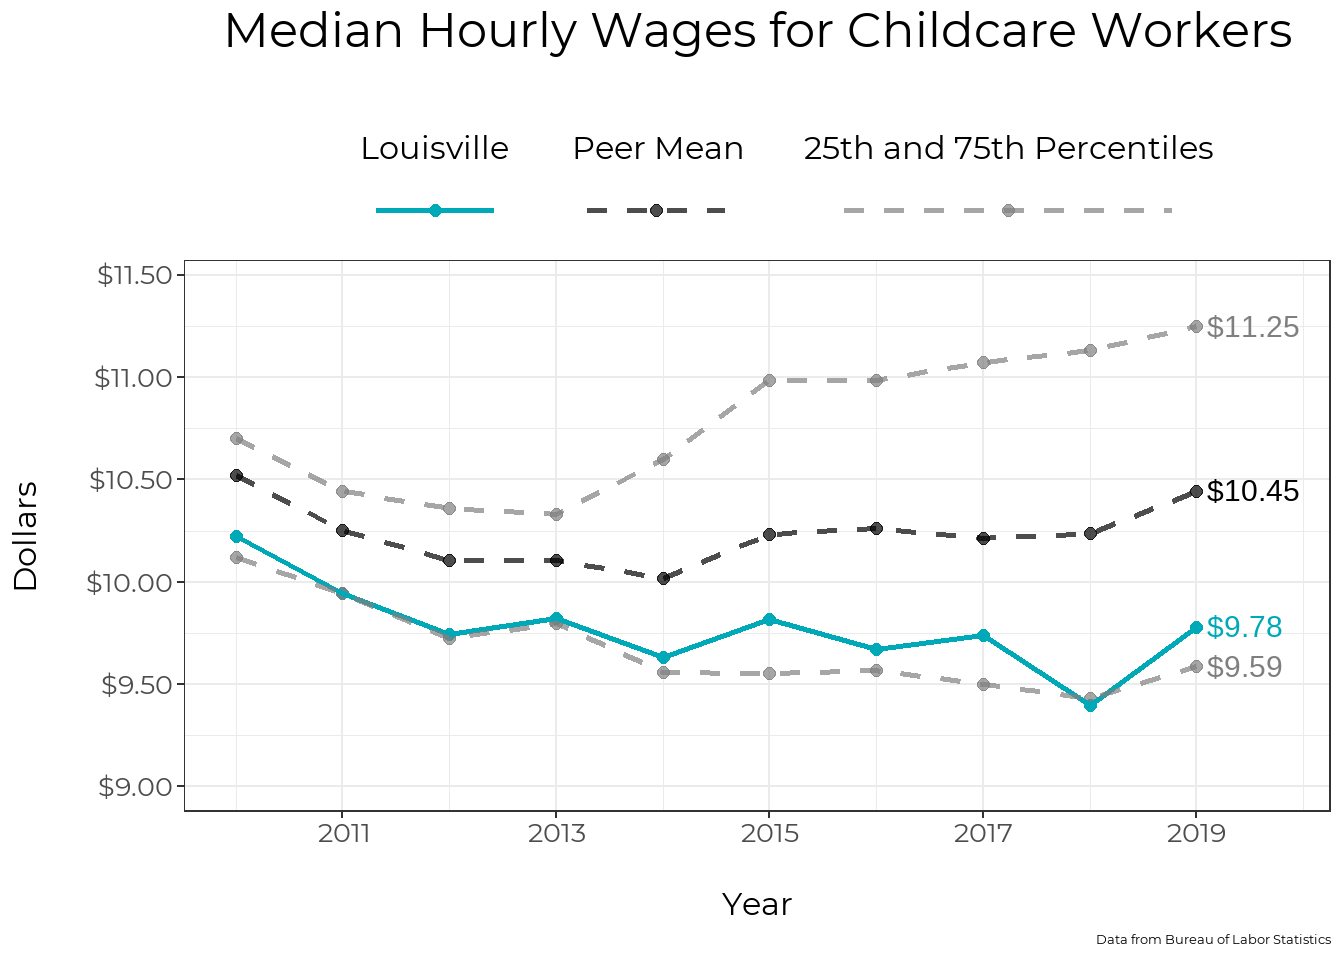 Median Hourly Wages for Childcare Workers
Louisville Peer Mean 25th and 75th Percentiles
$11.50
$11.25
$11.00
$10.50
$10.45
$10.00
$9.78
$9.59
$9.50
$9.00
Dollars
2011 2013 2015 2017 2019
Year
Data from Bureau of Labor Statistics